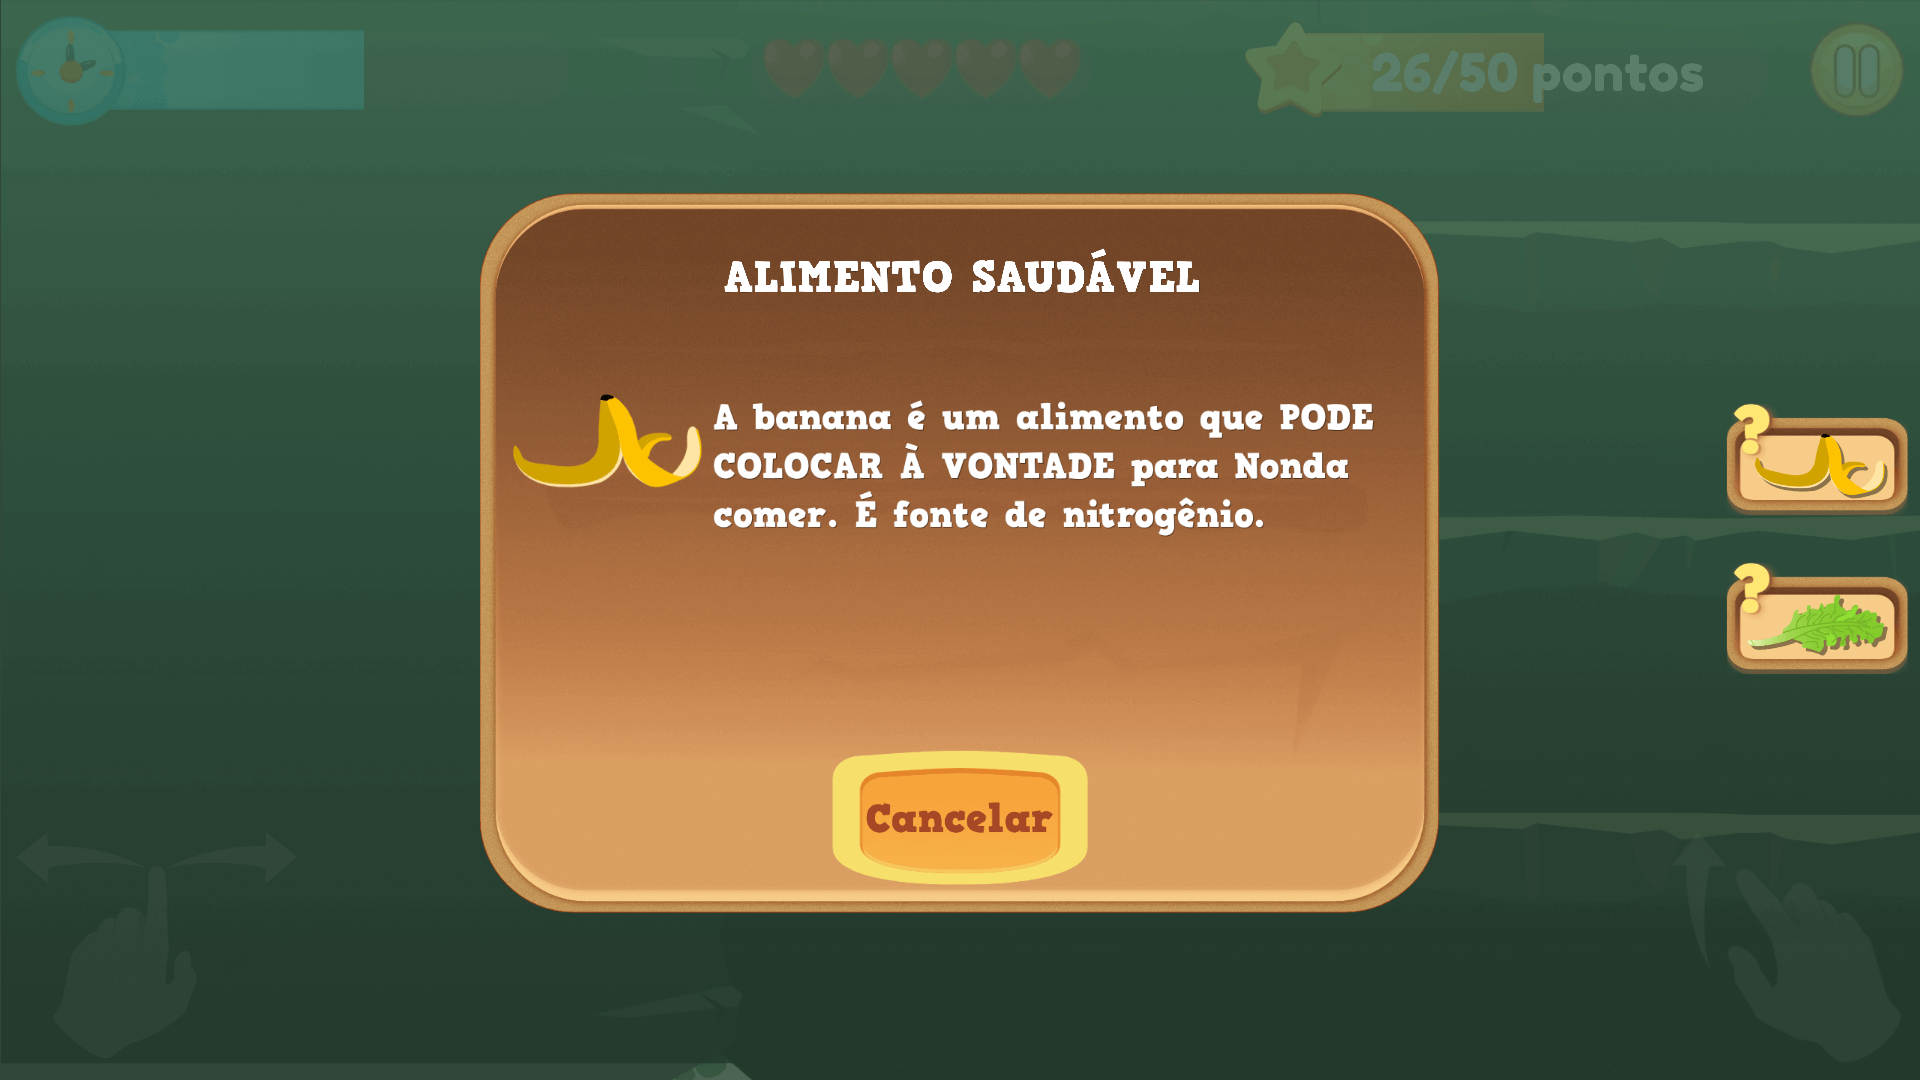 26/50 pontos
ALIMENTO SAUDÁVEL
A banana é um alimento que PODE
COLOCAR À VONTADE para Nonda
comer. É fonte de nitrogênio.
?
?
Cancelar